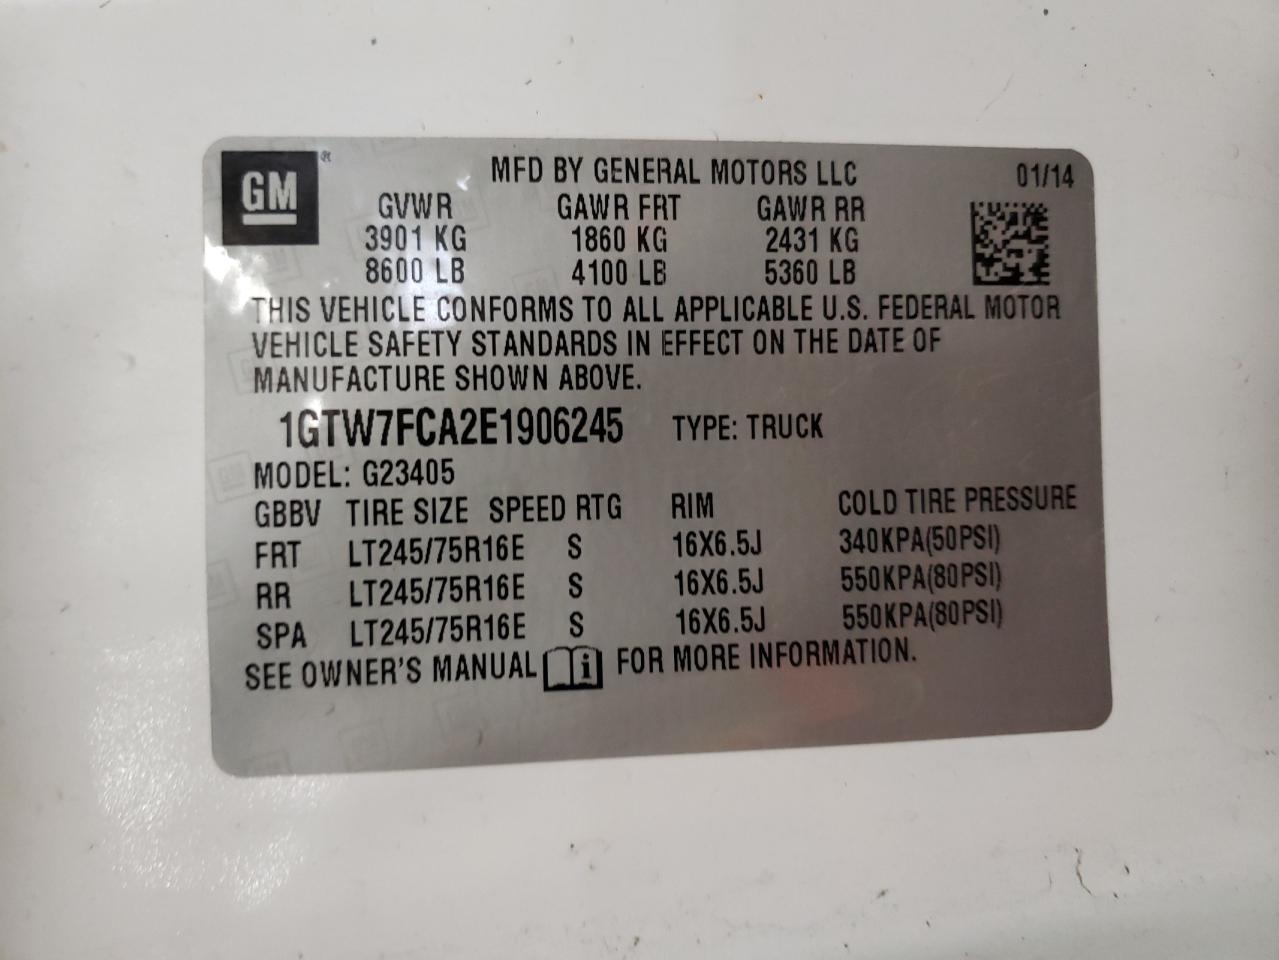 GM®
MFD BY GENERAL MOTORS LLC 01/14
GVWR GAWR FRT GAWR RR
3901 KG 1860 KG 2431 KG
8600 LB 4100 LB 5360 LB
THIS VEHICLE CONFORMS TO ALL APPLICABLE U.S. FEDERAL MOTOR
VEHICLE SAFETY STANDARDS IN EFFECT ON THE DATE OF
MANUFACTURE SHOWN ABOVE.
1GTW7FCA2E1906245 TYPE: TRUCK
MODEL: G23405
GBBV TIRE SIZE SPEED RTG RIM COLD TIRE PRESSURE
FRT LT245/75R16E S 16X6.5J 340KPA(50PSI)
RR LT245/75R16E S 16X6.5J 550KPA(80PSI)
SPA LT245/75R16E S 16X6.5J 550KPA(80PSI)
SEE OWNER'S MANUAL i FOR MORE INFORMATION.